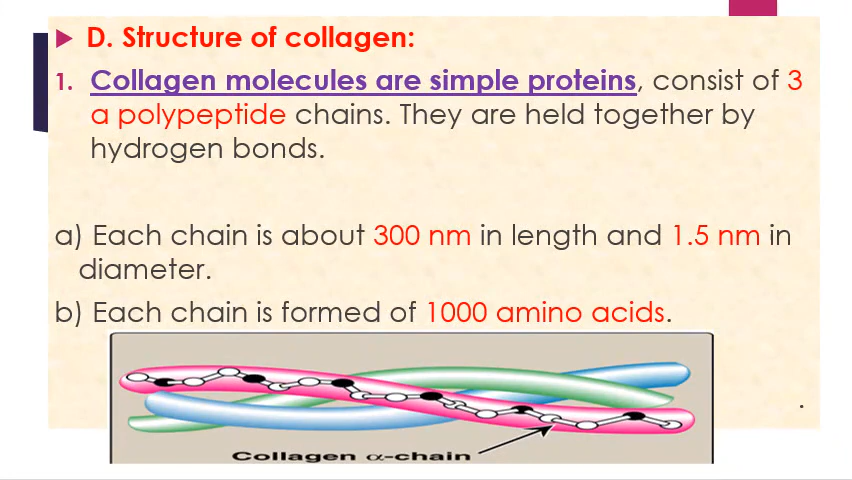 D. Structure of collagen:
1. Collagen molecules are simple proteins, consist of 3
a polypeptide chains. They are held together by
hydrogen bonds.
a) Each chain is about 300 nm in length and 1.5 nm in
diameter.
b) Each chain is formed of 1000 amino acids.
.
Collagen α-chain